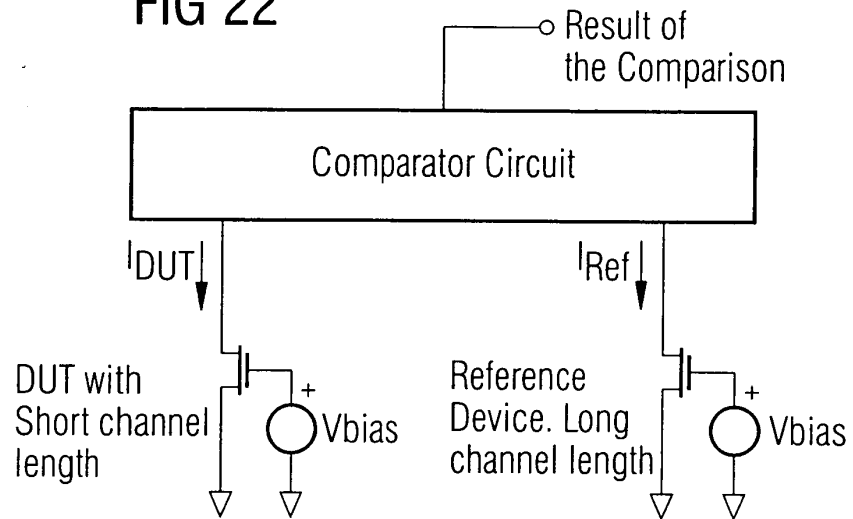 FIG 22
Result of
the Comparison
Comparator Circuit
IDUT
IRef
DUT with
Short channel
length
+
Vbias
Reference
Device. Long
channel length
+
Vbias